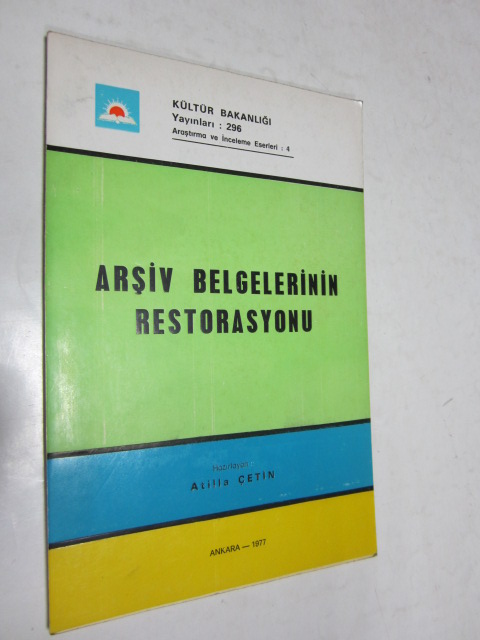 KÜLTÜR BAKANLIĞI
Yayınları : 296
Araştırma ve İnceleme Eserleri : 4
ARŞİV BELGELERİNİN
RESTORASYONU
Hazırlayan
Atilla ÇETİN
ANKARA — 1977